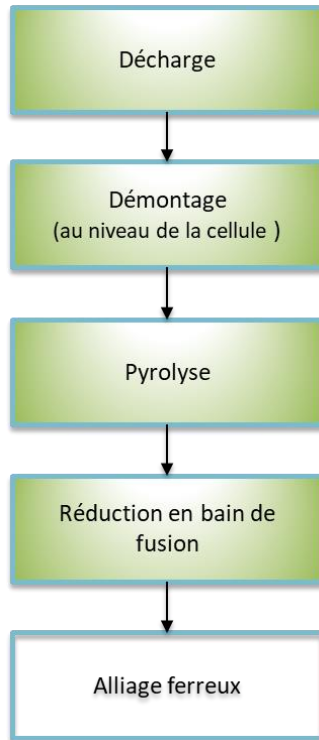 Décharge
Démontage
(au niveau de la cellule )
Pyrolyse
Réduction en bain de
fusion
Alliage ferreux